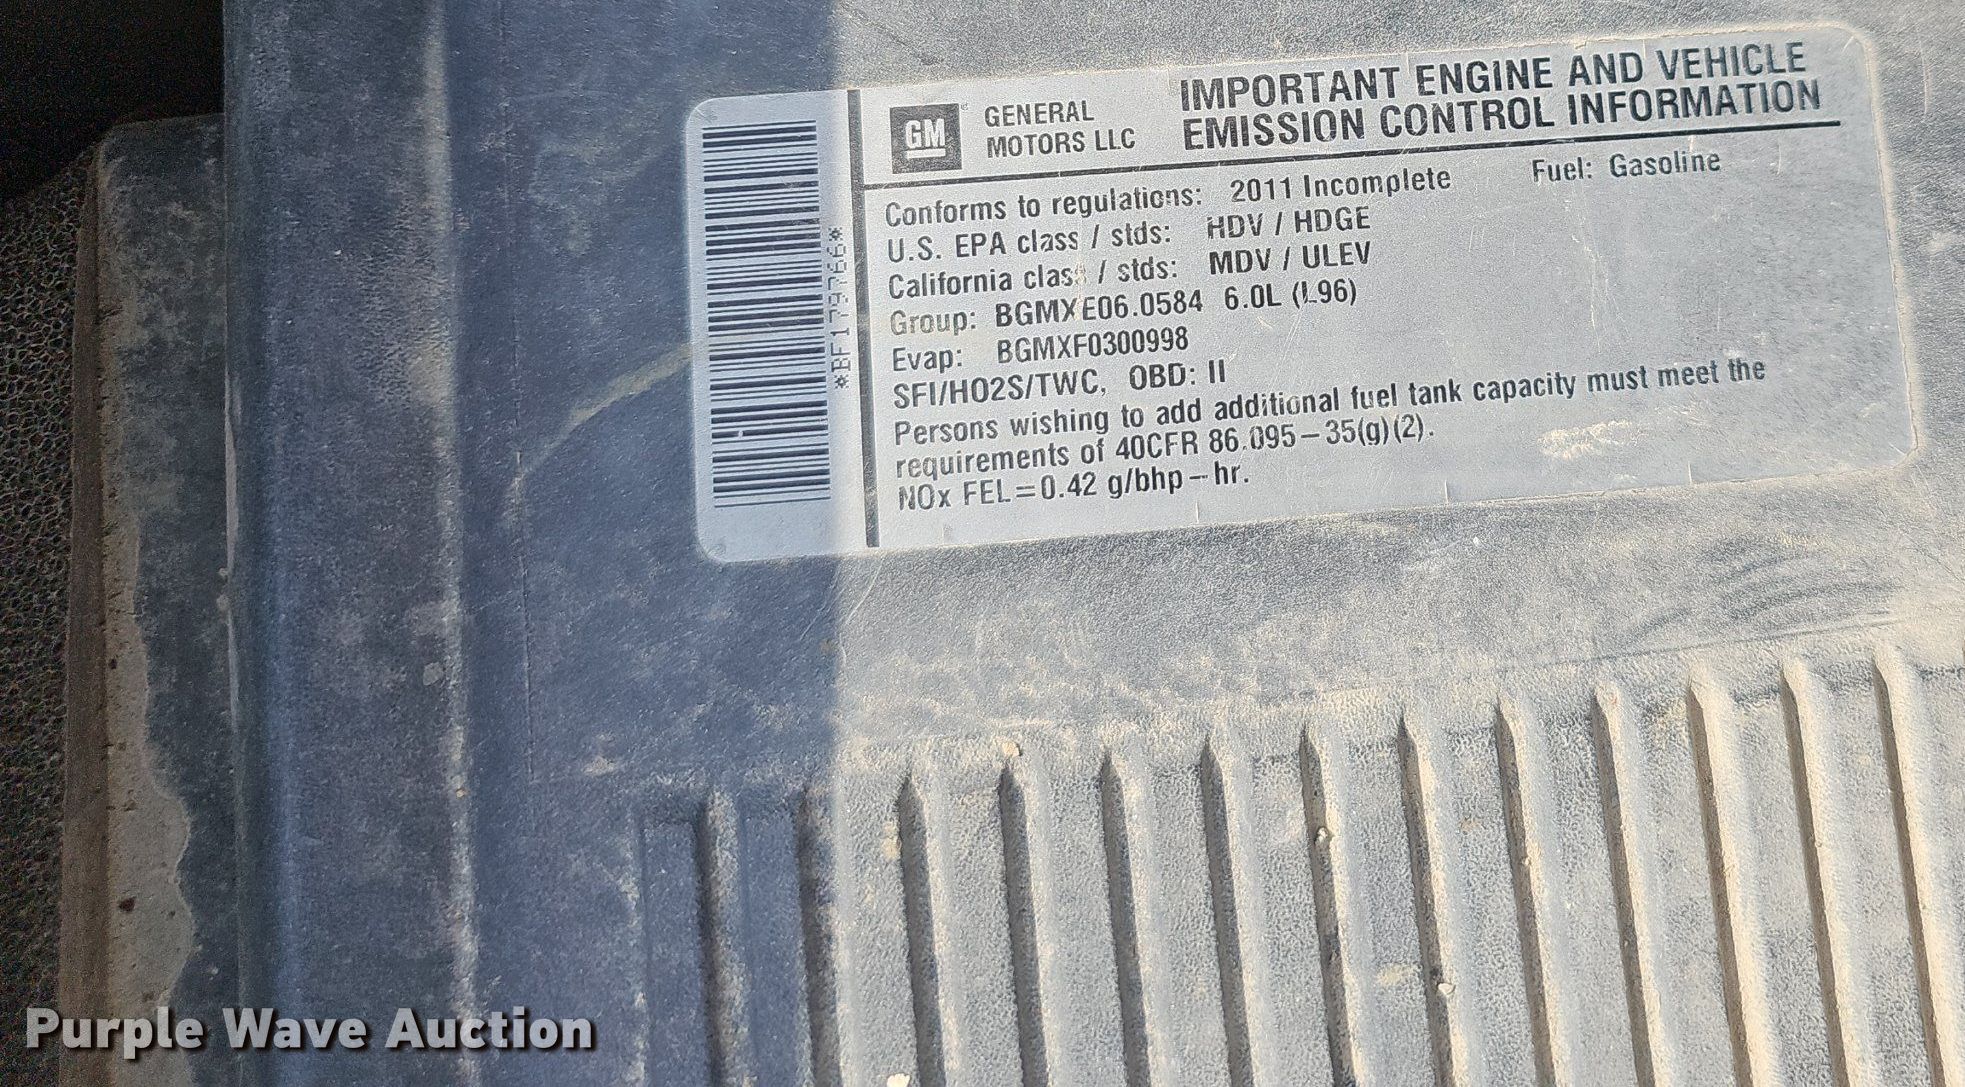 GM GENERAL MOTORS LLC
IMPORTANT ENGINE AND VEHICLE
EMISSION CONTROL INFORMATION
Conforms to regulations: 2011 Incomplete Fuel: Gasoline
U.S. EPA class / stds: HDV / HDGE
California class / stds: MDV / ULEV
Group: BGMXE06.0584 6.0L (L96)
Evap: BGMXF0300998
SFI/HO2S/TWC, OBD: II
Persons wishing to add additional fuel tank capacity must meet the
requirements of 40CFR 86.095-35(g)(2).
NOx FEL=0.42 g/bhp-hr.
*BF179766*
Purple Wave Auction